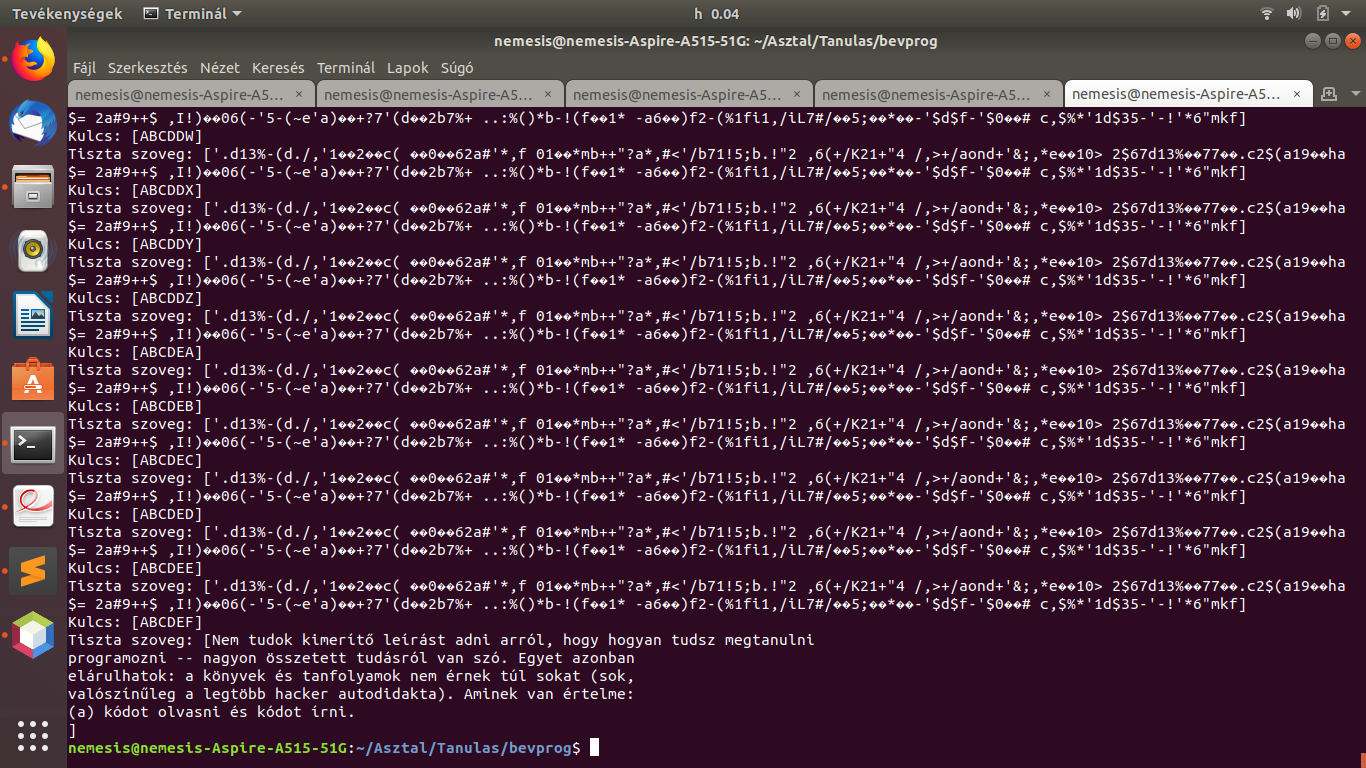 Tevékenységek Terminál h 0.04
nemesis@nemesis-Aspire-A515-51G: ~/Asztal/Tanulas/bevprog
Fájl Szerkesztés Nézet Keresés Terminál Lapok Súgó
nemesis@nemesis-Aspire-A5... nemesis@nemesis-Aspire-A5... nemesis@nemesis-Aspire-A5... nemesis@nemesis-Aspire-A5... nemesis@nemesis-Aspire-A5...
$= 2a#9++$ ,I!)��06(-'5-(~e'a)��+?7'(d��2b7%+ ..:%()*b-!(f��1* -a6��)f2-(%1fi1,/iL7#/��5;��*��-'$d$f-'$0��# c,$%*'1d$35-'-!'*6"mkf]
Kulcs: [ABCDDW]
Tiszta szoveg: ['.d13%-(d./,'1��2��c( ��0��62a#'*,f 01��*mb++"?a*,#<'/b71!5;b.!"2 ,6(+/K21+"4 /,>+/aond+'&;,*e��10> 2$67d13%��77��.c2$(a19��ha
$= 2a#9++$ ,I!)��06(-'5-(~e'a)��+?7'(d��2b7%+ ..:%()*b-!(f��1* -a6��)f2-(%1fi1,/iL7#/��5;��*��-'$d$f-'$0��# c,$%*'1d$35-'-!'*6"mkf]
Kulcs: [ABCDDX]
Tiszta szoveg: ['.d13%-(d./,'1��2��c( ��0��62a#'*,f 01��*mb++"?a*,#<'/b71!5;b.!"2 ,6(+/K21+"4 /,>+/aond+'&;,*e��10> 2$67d13%��77��.c2$(a19��ha
$= 2a#9++$ ,I!)��06(-'5-(~e'a)��+?7'(d��2b7%+ ..:%()*b-!(f��1* -a6��)f2-(%1fi1,/iL7#/��5;��*��-'$d$f-'$0��# c,$%*'1d$35-'-!'*6"mkf]
Kulcs: [ABCDDY]
Tiszta szoveg: ['.d13%-(d./,'1��2��c( ��0��62a#'*,f 01��*mb++"?a*,#<'/b71!5;b.!"2 ,6(+/K21+"4 /,>+/aond+'&;,*e��10> 2$67d13%��77��.c2$(a19��ha
$= 2a#9++$ ,I!)��06(-'5-(~e'a)��+?7'(d��2b7%+ ..:%()*b-!(f��1* -a6��)f2-(%1fi1,/iL7#/��5;��*��-'$d$f-'$0��# c,$%*'1d$35-'-!'*6"mkf]
Kulcs: [ABCDDZ]
Tiszta szoveg: ['.d13%-(d./,'1��2��c( ��0��62a#'*,f 01��*mb++"?a*,#<'/b71!5;b.!"2 ,6(+/K21+"4 /,>+/aond+'&;,*e��10> 2$67d13%��77��.c2$(a19��ha
$= 2a#9++$ ,I!)��06(-'5-(~e'a)��+?7'(d��2b7%+ ..:%()*b-!(f��1* -a6��)f2-(%1fi1,/iL7#/��5;��*��-'$d$f-'$0��# c,$%*'1d$35-'-!'*6"mkf]
Kulcs: [ABCDEA]
Tiszta szoveg: ['.d13%-(d./,'1��2��c( ��0��62a#'*,f 01��*mb++"?a*,#<'/b71!5;b.!"2 ,6(+/K21+"4 /,>+/aond+'&;,*e��10> 2$67d13%��77��.c2$(a19��ha
$= 2a#9++$ ,I!)��06(-'5-(~e'a)��+?7'(d��2b7%+ ..:%()*b-!(f��1* -a6��)f2-(%1fi1,/iL7#/��5;��*��-'$d$f-'$0��# c,$%*'1d$35-'-!'*6"mkf]
Kulcs: [ABCDEB]
Tiszta szoveg: ['.d13%-(d./,'1��2��c( ��0��62a#'*,f 01��*mb++"?a*,#<'/b71!5;b.!"2 ,6(+/K21+"4 /,>+/aond+'&;,*e��10> 2$67d13%��77��.c2$(a19��ha
$= 2a#9++$ ,I!)��06(-'5-(~e'a)��+?7'(d��2b7%+ ..:%()*b-!(f��1* -a6��)f2-(%1fi1,/iL7#/��5;��*��-'$d$f-'$0��# c,$%*'1d$35-'-!'*6"mkf]
Kulcs: [ABCDEC]
Tiszta szoveg: ['.d13%-(d./,'1��2��c( ��0��62a#'*,f 01��*mb++"?a*,#<'/b71!5;b.!"2 ,6(+/K21+"4 /,>+/aond+'&;,*e��10> 2$67d13%��77��.c2$(a19��ha
$= 2a#9++$ ,I!)��06(-'5-(~e'a)��+?7'(d��2b7%+ ..:%()*b-!(f��1* -a6��)f2-(%1fi1,/iL7#/��5;��*��-'$d$f-'$0��# c,$%*'1d$35-'-!'*6"mkf]
Kulcs: [ABCDED]
Tiszta szoveg: ['.d13%-(d./,'1��2��c( ��0��62a#'*,f 01��*mb++"?a*,#<'/b71!5;b.!"2 ,6(+/K21+"4 /,>+/aond+'&;,*e��10> 2$67d13%��77��.c2$(a19��ha
$= 2a#9++$ ,I!)��06(-'5-(~e'a)��+?7'(d��2b7%+ ..:%()*b-!(f��1* -a6��)f2-(%1fi1,/iL7#/��5;��*��-'$d$f-'$0��# c,$%*'1d$35-'-!'*6"mkf]
Kulcs: [ABCDEE]
Tiszta szoveg: ['.d13%-(d./,'1��2��c( ��0��62a#'*,f 01��*mb++"?a*,#<'/b71!5;b.!"2 ,6(+/K21+"4 /,>+/aond+'&;,*e��10> 2$67d13%��77��.c2$(a19��ha
$= 2a#9++$ ,I!)��06(-'5-(~e'a)��+?7'(d��2b7%+ ..:%()*b-!(f��1* -a6��)f2-(%1fi1,/iL7#/��5;��*��-'$d$f-'$0��# c,$%*'1d$35-'-!'*6"mkf]
Kulcs: [ABCDEF]
Tiszta szoveg: [Nem tudok kimerítő leírást adni arról, hogy hogyan tudsz megtanulni
programozni -- nagyon összetett tudásról van szó. Egyet azonban
elárulhatok: a könyvek és tanfolyamok nem érnek túl sokat (sok,
valószínűleg a legtöbb hacker autodidakta). Aminek van értelme:
(a) kódot olvasni és kódot írni.
]
nemesis@nemesis-Aspire-A515-51G:~/Asztal/Tanulas/bevprog$